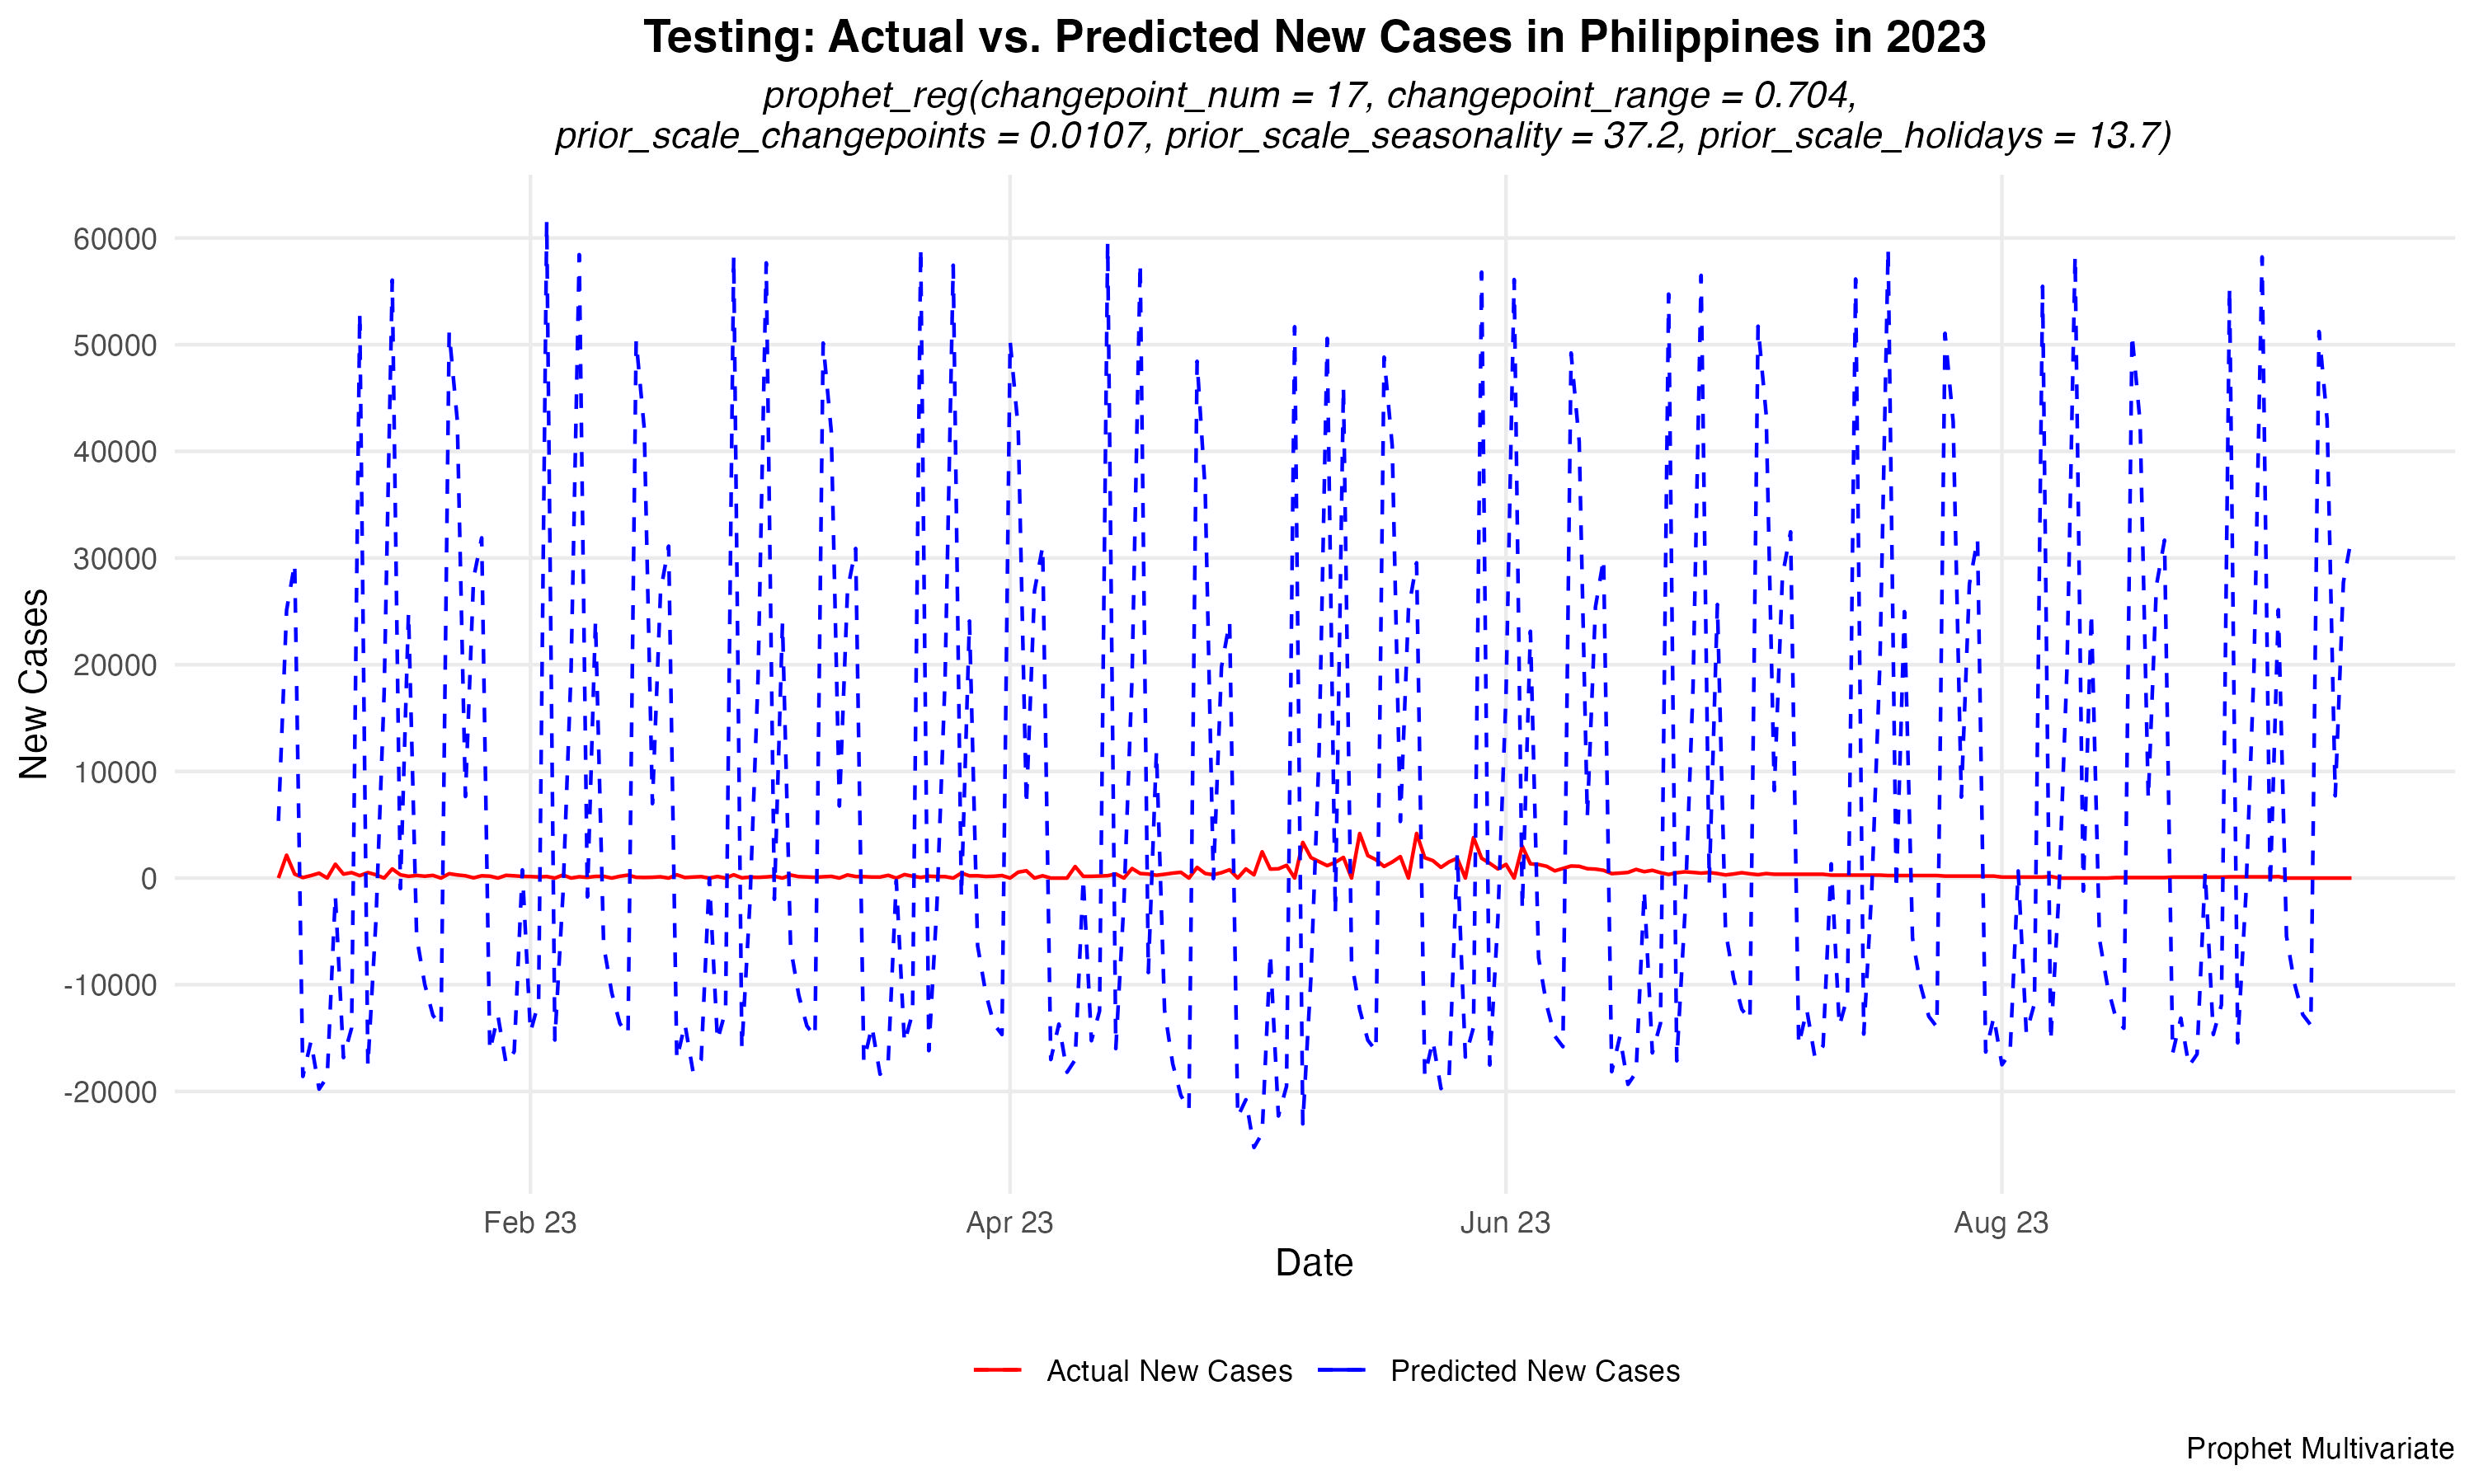 Testing: Actual vs. Predicted New Cases in Philippines in 2023
prophet_reg(changepoint_num = 17, changepoint_range = 0.704,
prior_scale_changepoints = 0.0107, prior_scale_seasonality = 37.2, prior_scale_holidays = 13.7)
New Cases
60000
50000
40000
30000
20000
10000
0
-10000
-20000
Feb 23
Apr 23
Jun 23
Aug 23
Date
Actual New Cases
Predicted New Cases
Prophet Multivariate